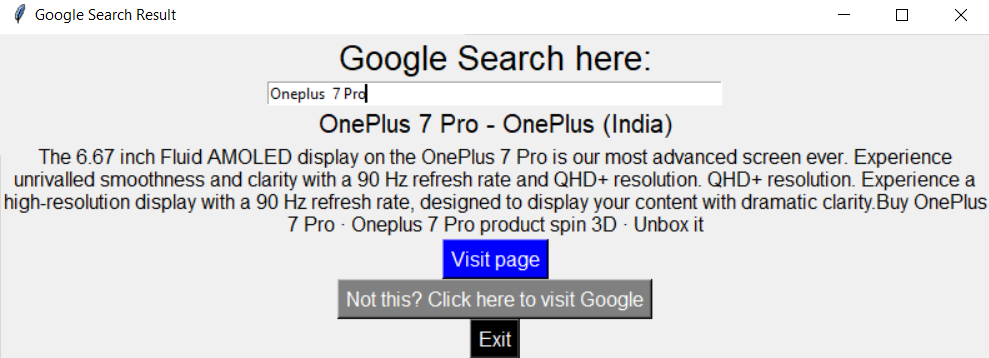 Google Search Result
Google Search here:
Oneplus 7 Pro
OnePlus 7 Pro - OnePlus (India)
The 6.67 inch Fluid AMOLED display on the OnePlus 7 Pro is our most advanced screen ever. Experience
unrivalled smoothness and clarity with a 90 Hz refresh rate and QHD+ resolution. QHD+ resolution. Experience a
high-resolution display with a 90 Hz refresh rate, designed to display your content with dramatic clarity.Buy OnePlus
7 Pro · Oneplus 7 Pro product spin 3D · Unbox it
Visit page
Not this? Click here to visit Google
Exit